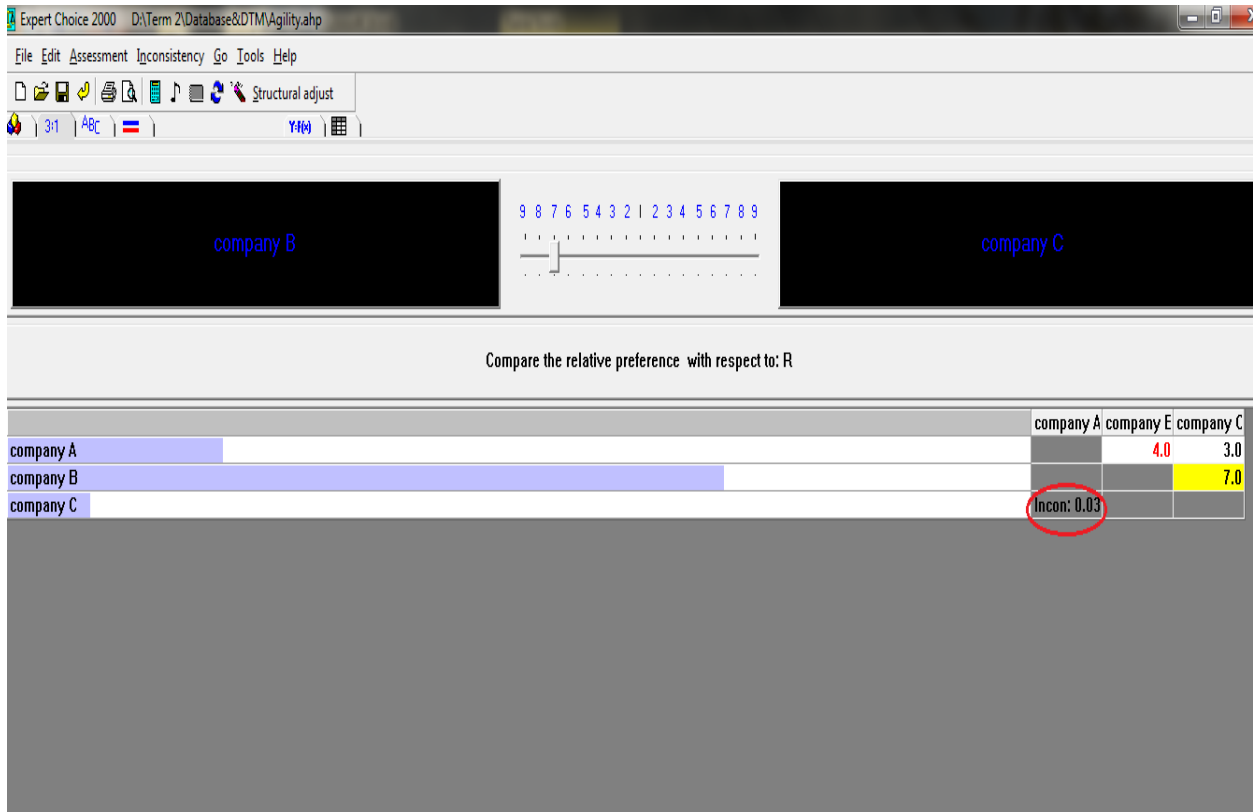 Expert Choice 2000 D:\Term 2\Database&DTM\Agility.ahp
File Edit Assessment Inconsistency Go Tools Help
Structural adjust
3:1 ABC Y=F(x)
9 8 7 6 5 4 3 2 1 2 3 4 5 6 7 8 9
company B company C
Compare the relative preference with respect to: R
company A company E company C
company A 4.0 3.0
company B 7.0
company C Incon: 0.03